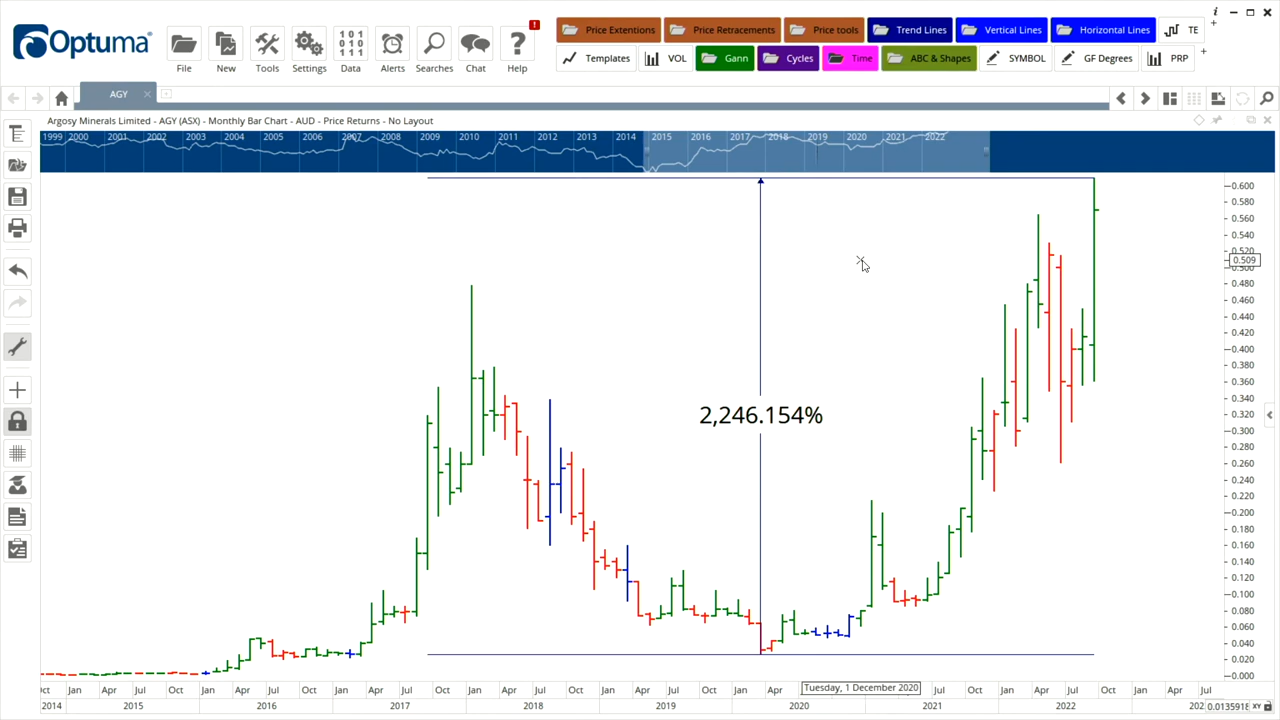 Optuma
File
New
Tools
Settings
Data
Alerts
Searches
Chat
Help
Price Extentions
Price Retracements
Price tools
Trend Lines
Vertical Lines
Horizontal Lines
TE
Templates
VOL
Gann
Cycles
Time
ABC & Shapes
SYMBOL
GF Degrees
PRP
AGY
Argosy Minerals Limited - AGY (ASX) - Monthly Bar Chart - AUD - Price Returns - No Layout
1999 2000 2001 2002 2003 2004 2005 2006 2007 2008 2009 2010 2011 2012 2013 2014 2015 2016 2017 2018 2019 2020 2021 2022
0.600
0.580
0.560
0.540
0.520
0.509
0.500
0.480
0.460
0.440
0.420
0.400
0.380
0.360
0.340
0.320
0.300
0.280
0.260
0.240
0.220
0.200
0.180
0.160
0.140
0.120
0.100
0.080
0.060
0.040
0.020
0.000
2,246.154%
Jan Apr Jul Oct Jan Apr Jul Oct Jan Apr Jul Oct Jan Apr Jul Oct Jan Apr Jul Oct Jan Apr Tuesday, 1 December 2020 Jul Oct Jan Apr Jul Oct Jan Apr Jul
2014 2015 2016 2017 2018 2019 2020 2021 2022 0.0135918 XY